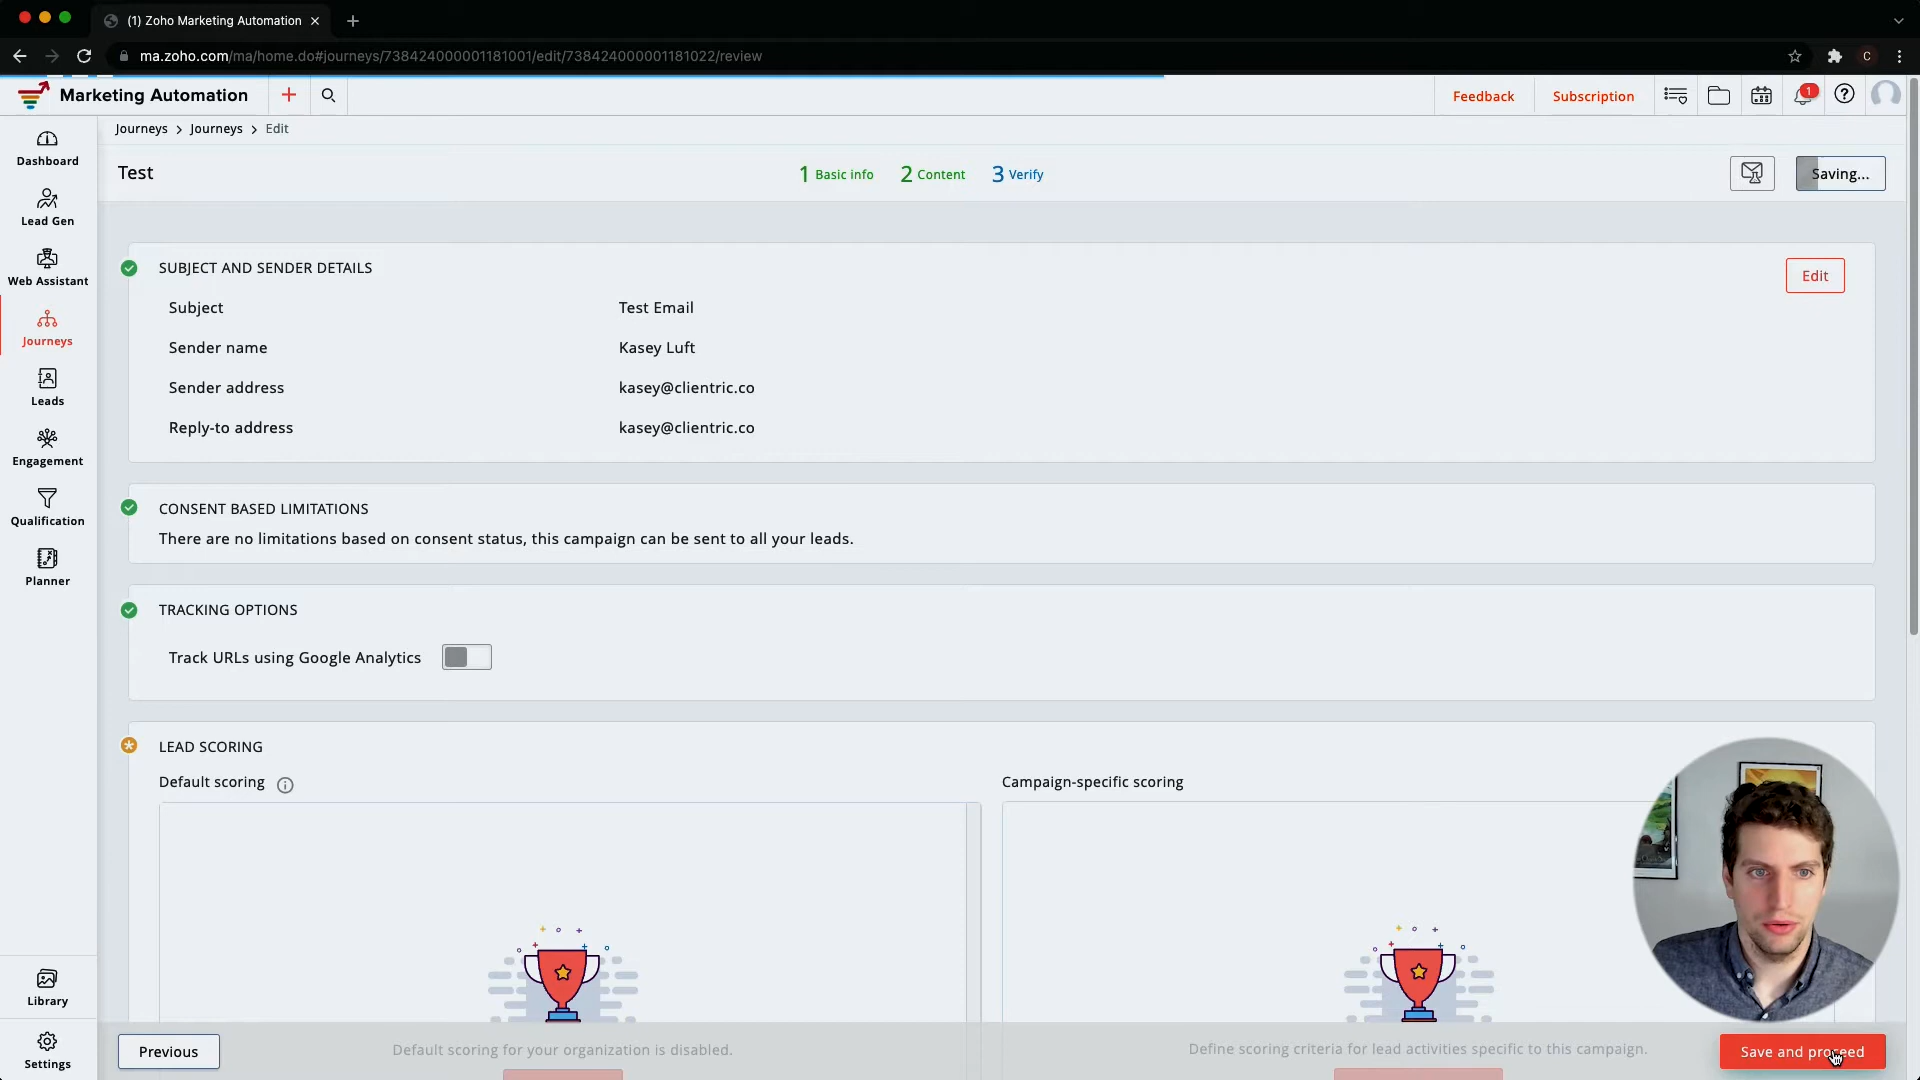 (1) Zoho Marketing Automation
ma.zoho.com/ma/home.do#journeys/738424000001181001/edit/738424000001181022/review
C
Marketing Automation
Feedback
Subscription
1
Journeys > Journeys > Edit
Test
1 Basic info
2 Content
3 Verify
Saving...
Dashboard
Lead Gen
Web Assistant
Journeys
Leads
Engagement
Qualification
Planner
Library
Settings
SUBJECT AND SENDER DETAILS
Edit
Subject Test Email
Sender name Kasey Luft
Sender address kasey@clientric.co
Reply-to address kasey@clientric.co
CONSENT BASED LIMITATIONS
There are no limitations based on consent status, this campaign can be sent to all your leads.
TRACKING OPTIONS
Track URLs using Google Analytics
LEAD SCORING
Default scoring
Campaign-specific scoring
Default scoring for your organization is disabled.
Define scoring criteria for lead activities specific to this campaign.
Previous
Save and proceed